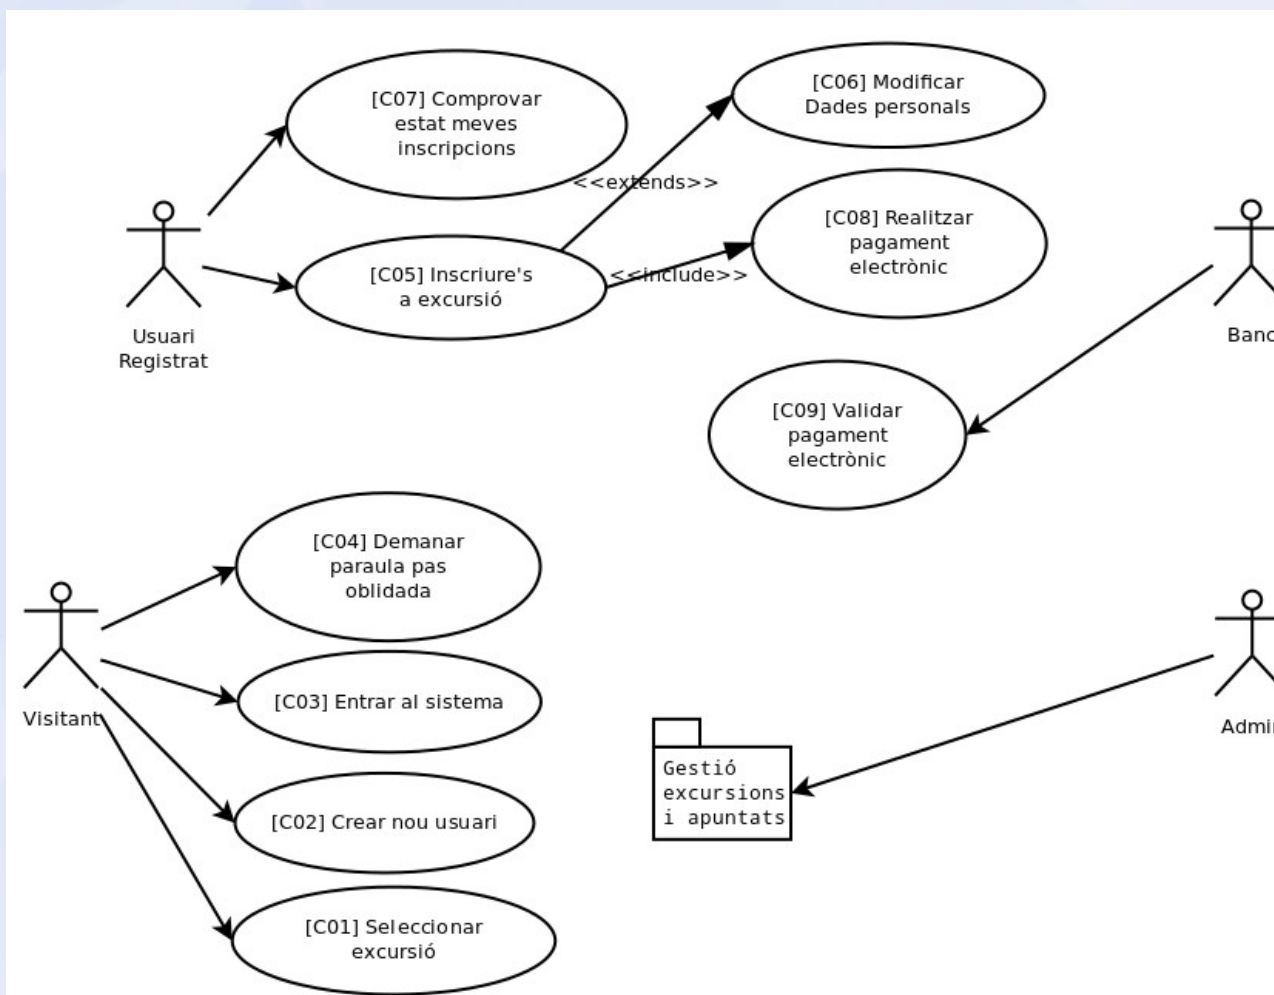 [C07] Comprovar
estat meves
inscripcions
[C06] Modificar
Dades personals
<<extends>>
[C08] Realitzar
pagament
electrònic
[C05] Inscriure's
a excursió
<<include>>
Usuari
Registrat
Banc
[C09] Validar
pagament
electrònic
[C04] Demanar
paraula pas
oblidada
[C03] Entrar al sistema
Visitant
Gestió
excursions
i apuntats
[C02] Crear nou usuari
[C01] Seleccionar
excursió